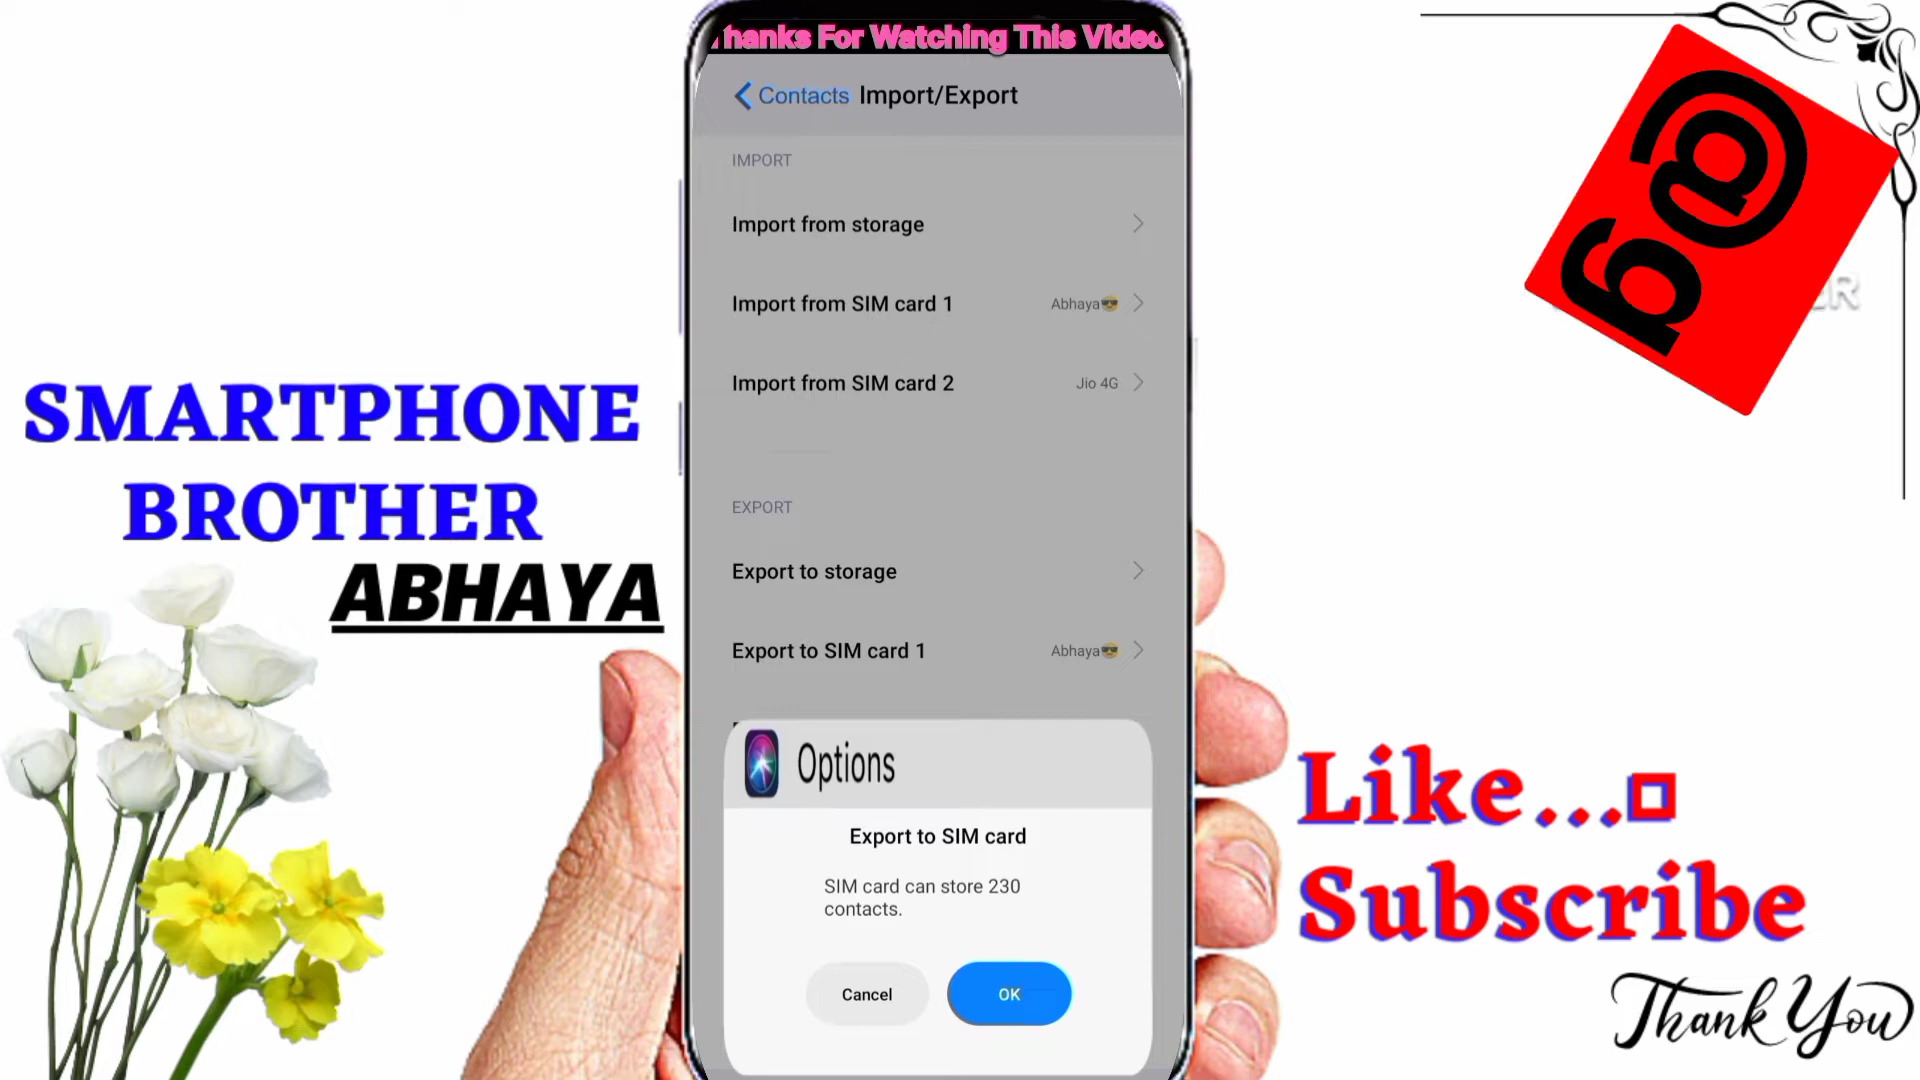 Thanks For Watching This Video
Contacts Import/Export
IMPORT
Import from storage
Import from SIM card 1 Abhaya😎
Import from SIM card 2 Jio 4G
EXPORT
Export to storage
Export to SIM card 1 Abhaya😎
Options
Export to SIM card
SIM card can store 230
contacts.
Cancel OK
SMARTPHONE
BROTHER
ABHAYA
Like...□
Subscribe
Thank You